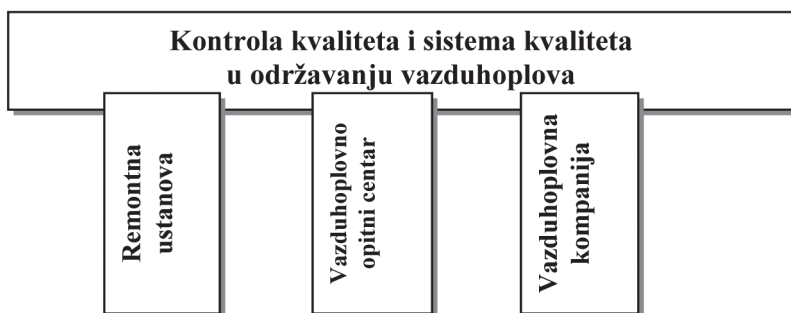 Kontrola kvaliteta i sistema kvaliteta
u održavanju vazduhoplova
Remontna
ustanova
Vazduhoplovno
opitni centar
Vazduhoplovna
kompanija